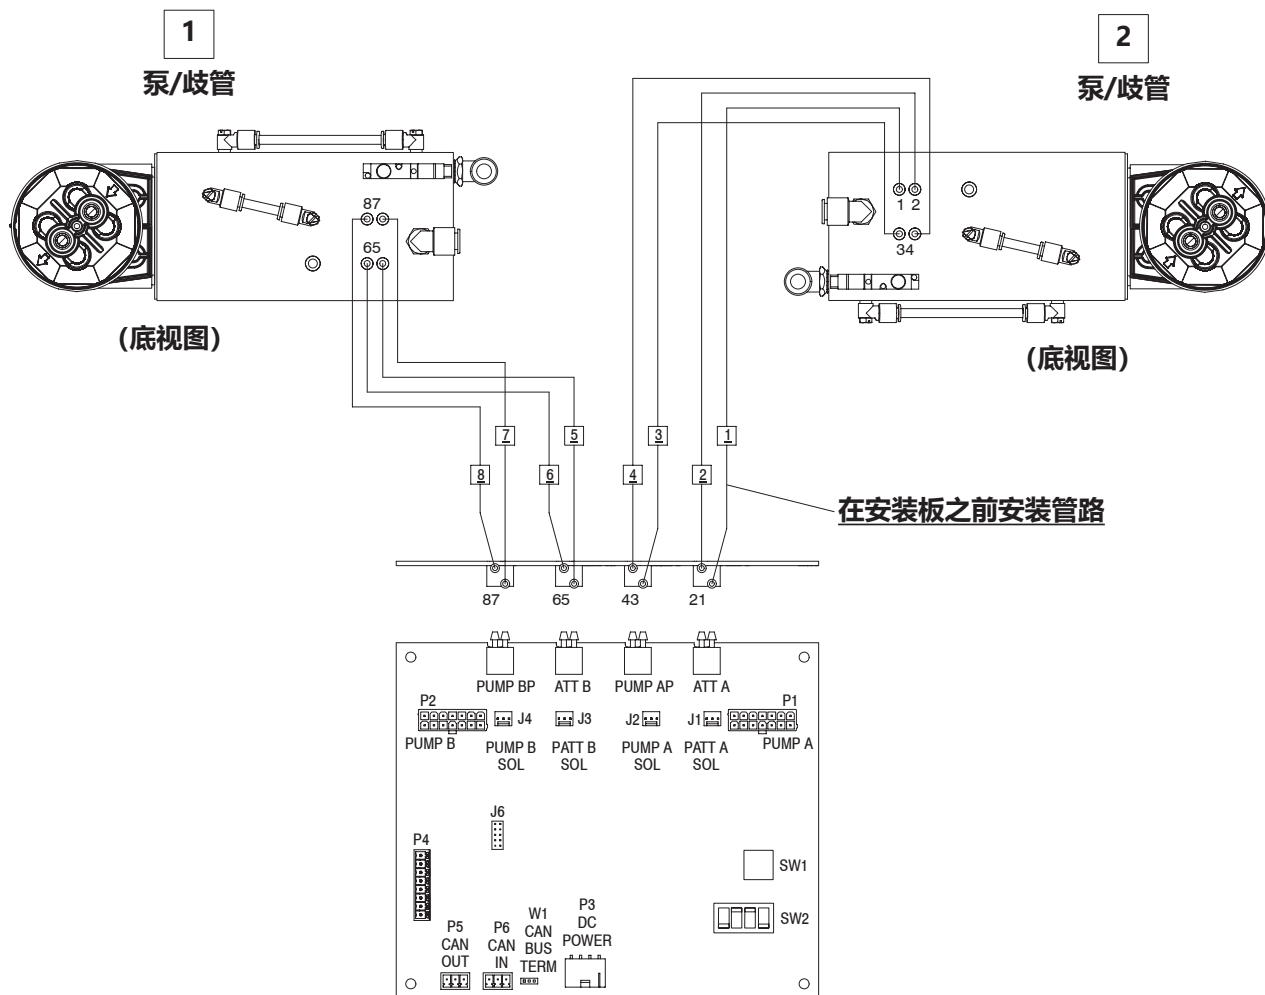 1
泵/歧管
2
泵/歧管
87
65
1 2
34
(底视图)
(底视图)
7
5
3
1
8
6
4
2
在安装板之前安装管路
87
65
43
21
PUMP BP
ATT B
PUMP AP
ATT A
P2
P1
J4
J3
J2
J1
PUMP B
PUMP B
SOL
PATT B
SOL
PUMP A
SOL
PATT A
SOL
PUMP A
J6
P4
SW1
SW2
P5
CAN
OUT
P6
CAN
IN
W1
CAN
BUS
TERM
P3
DC
POWER